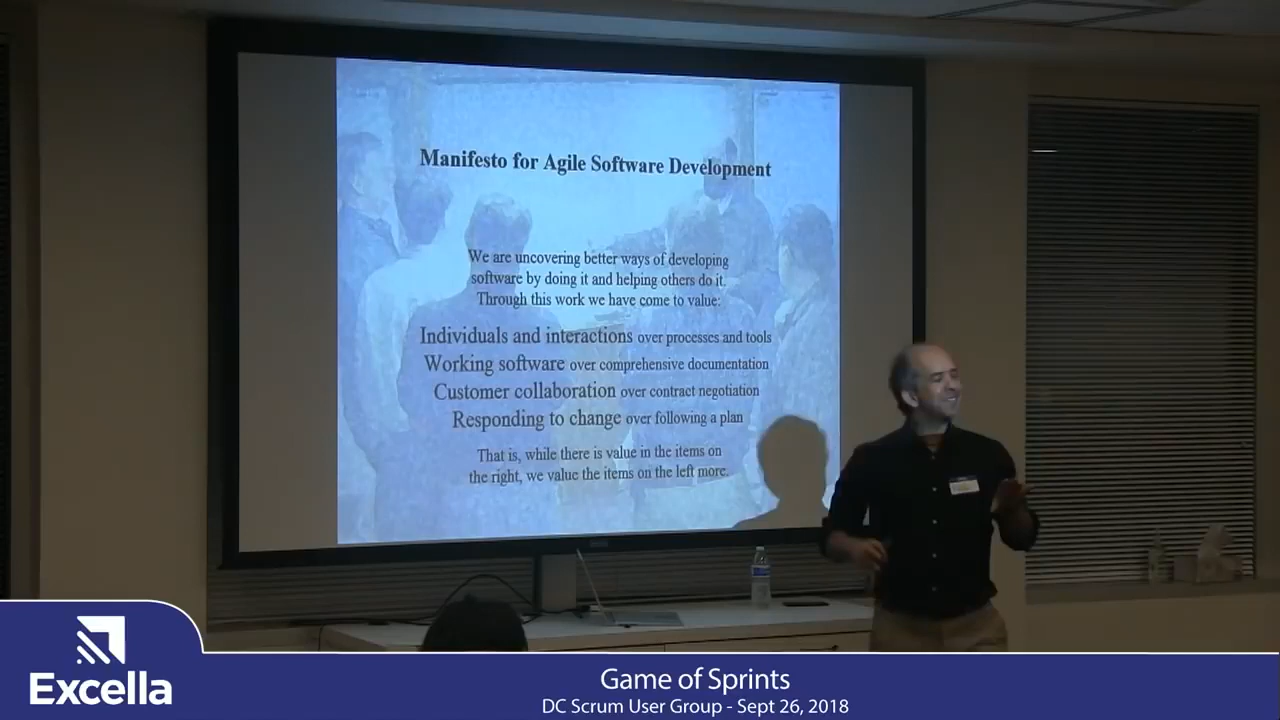 Manifesto for Agile Software Development
We are uncovering better ways of developing
software by doing it and helping others do it.
Through this work we have come to value:
Individuals and interactions over processes and tools
Working software over comprehensive documentation
Customer collaboration over contract negotiation
Responding to change over following a plan
That is, while there is value in the items on
the right, we value the items on the left more.
Excella
Game of Sprints
DC Scrum User Group - Sept 26, 2018